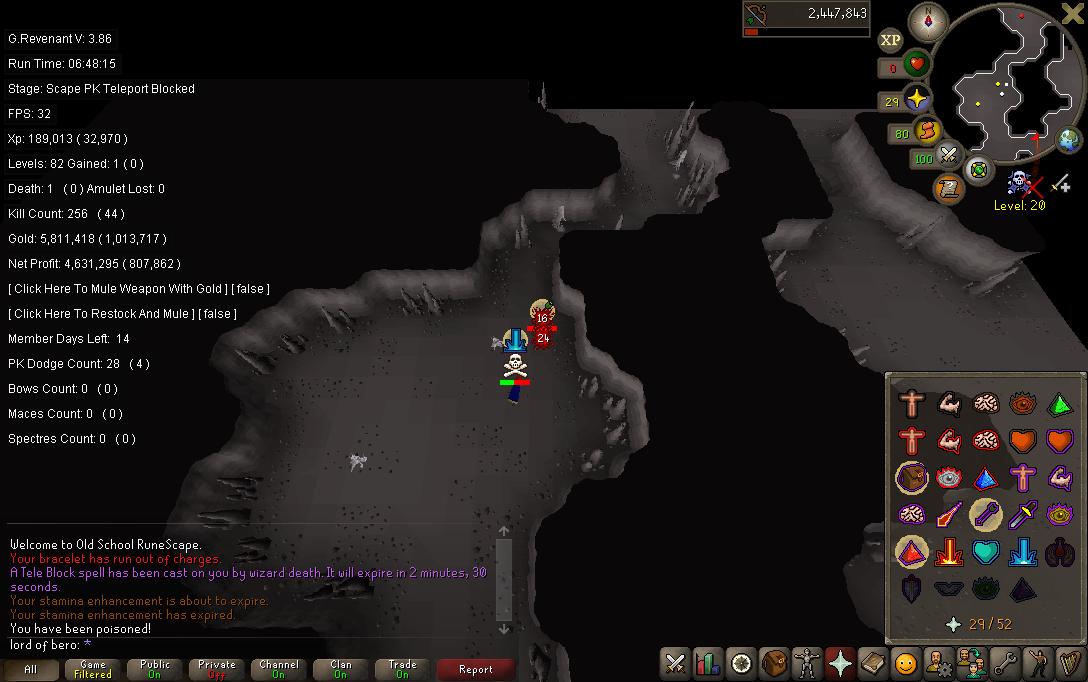 G.Revenant V: 3.86
Run Time: 06:48:15
Stage: Scape PK Teleport Blocked
FPS: 32
Xp: 189,013 ( 32,970 )
Levels: 82 Gained: 1 ( 0 )
Death: 1 ( 0 ) Amulet Lost: 0
Kill Count: 256 ( 44 )
Gold: 5,811,418 ( 1,013,717 )
Net Profit: 4,631,295 ( 807,862 )
[ Click Here To Mule Weapon With Gold ] [ false ]
[ Click Here To Restock And Mule ] [ false ]
Member Days Left: 14
PK Dodge Count: 28 ( 4 )
Bows Count: 0 ( 0 )
Maces Count: 0 ( 0 )
Spectres Count: 0 ( 0 )
2,447,843
N
XP
0
29
80
100
Level: 20
16
24
Welcome to Old School RuneScape.
Your bracelet has run out of charges.
A Tele Block spell has been cast on you by wizard death. It will expire in 2 minutes, 30
seconds.
Your stamina enhancement is about to expire.
Your stamina enhancement has expired.
You have been poisoned!
lord of bero: *
29 / 52
All
Game
Filtered
Public
On
Private
Off
Channel
On
Clan
On
Trade
On
Report